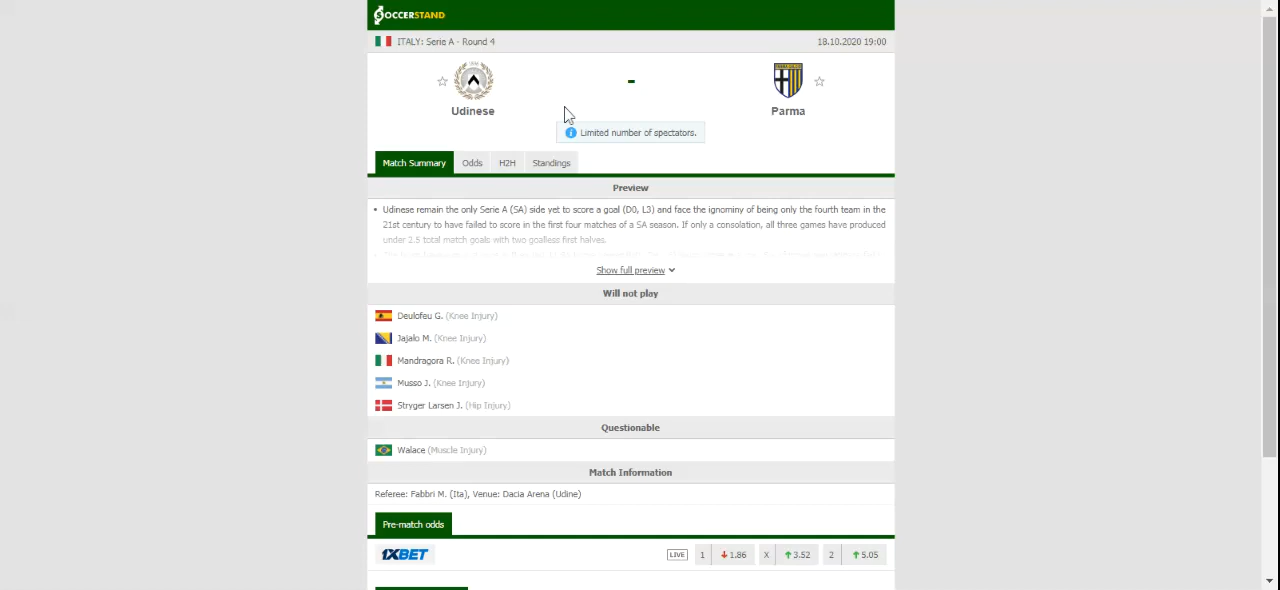 SOCCERSTAND
ITALY: Serie A - Round 4 18.10.2020 19:00
-
Udinese Parma
Limited number of spectators.
Match Summary Odds H2H Standings
Preview
• Udinese remain the only Serie A (SA) side yet to score a goal (D0, L3) and face the ignominy of being only the fourth team in the
21st century to have failed to score in the first four matches of a SA season. If only a consolation, all three games have produced
under 2.5 total match goals with two goalless first halves.
Show full preview
Will not play
Deulofeu G. (Knee Injury)
Jajalo M. (Knee Injury)
Mandragora R. (Knee Injury)
Musso J. (Knee Injury)
Stryger Larsen J. (Hip Injury)
Questionable
Walace (Muscle Injury)
Match Information
Referee: Fabbri M. (Ita), Venue: Dacia Arena (Udine)
Pre-match odds
1XBET LIVE 1 1.86 X 3.52 2 5.05